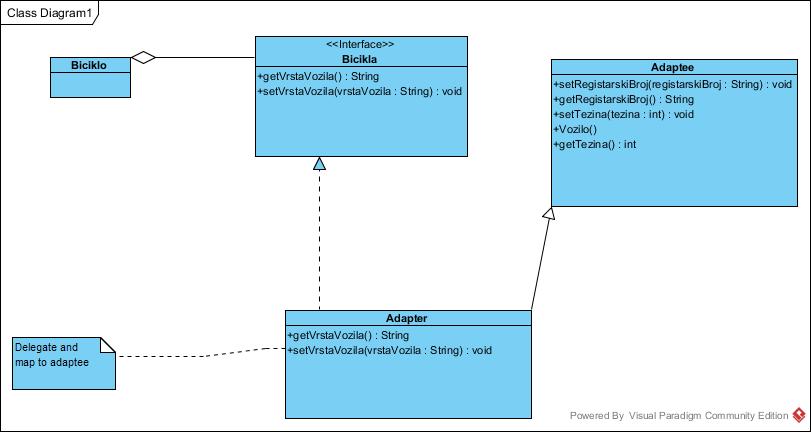 Class Diagram1
Biciklo
<<Interface>>
Bicikla
+getVrstaVozila() : String
+setVrstaVozila(vrstaVozila : String) : void
Adaptee
+setRegistarskiBroj(registarskiBroj : String) : void
+getRegistarskiBroj() : String
+setTezina(tezina : int) : void
+Vozilo()
+getTezina() : int
Adapter
+getVrstaVozila() : String
+setVrstaVozila(vrstaVozila : String) : void
Delegate and
map to adaptee
Powered By Visual Paradigm Community Edition